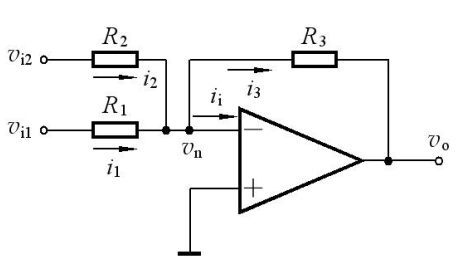 R₂ R₃
vᵢ₂ i₂ i₃
R₁ iᵢ
vᵢ₁ vₙ −
i₁ vₒ
+